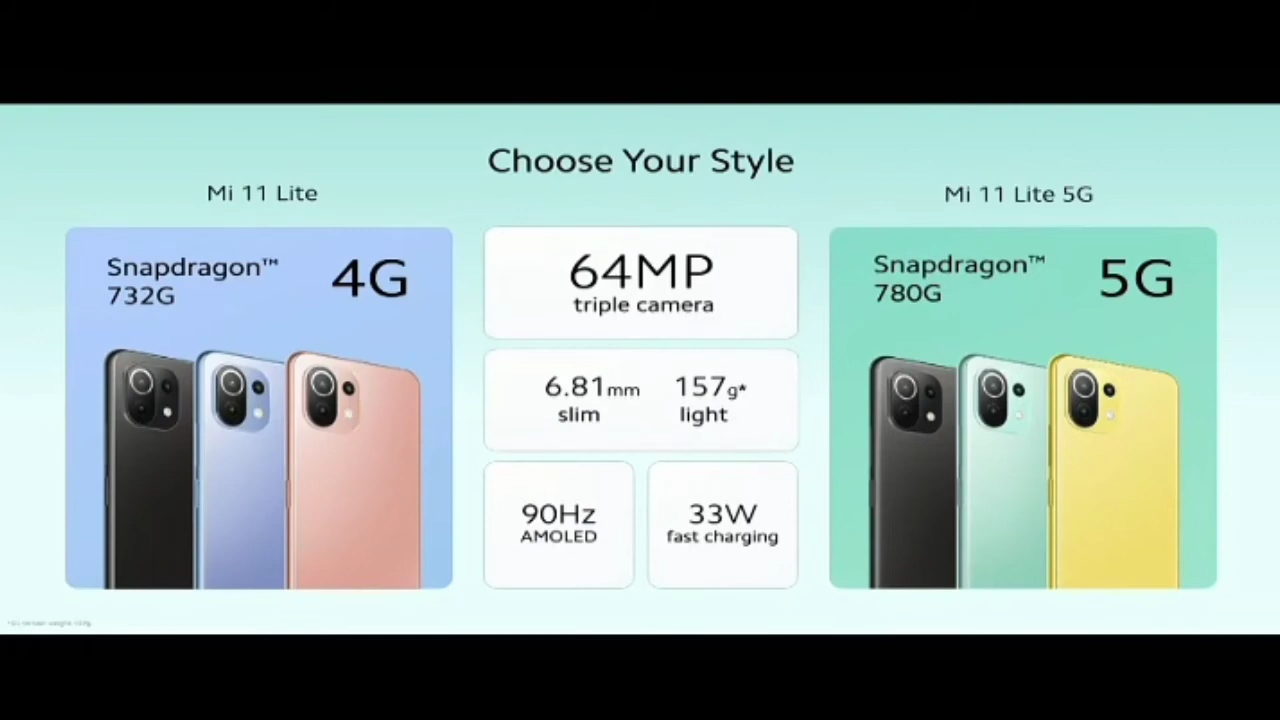 Choose Your Style
Mi 11 Lite
Snapdragon™
732G
4G
64MP
triple camera
6.81mm
slim
157g*
light
90Hz
AMOLED
33W
fast charging
Mi 11 Lite 5G
Snapdragon™
780G
5G